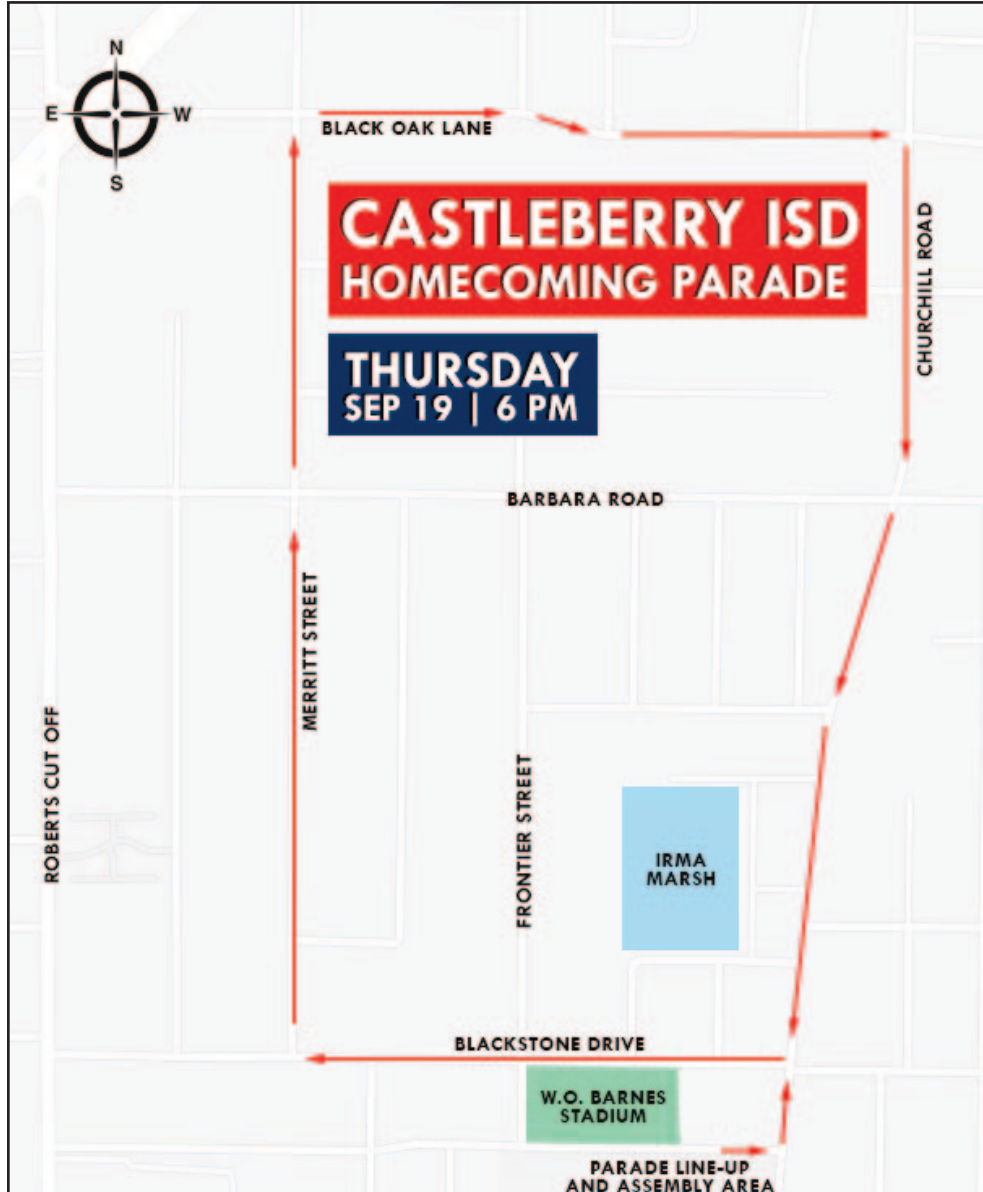 N
E
W
S
BLACK OAK LANE
CASTLEBERRY ISD
HOMECOMING PARADE
THURSDAY
SEP 19 | 6 PM
CHURCHILL ROAD
BARBARA ROAD
MERRITT STREET
ROBERTS CUT OFF
FRONTIER STREET
IRMA
MARSH
BLACKSTONE DRIVE
W.O. BARNES
STADIUM
PARADE LINE-UP
AND ASSEMBLY AREA